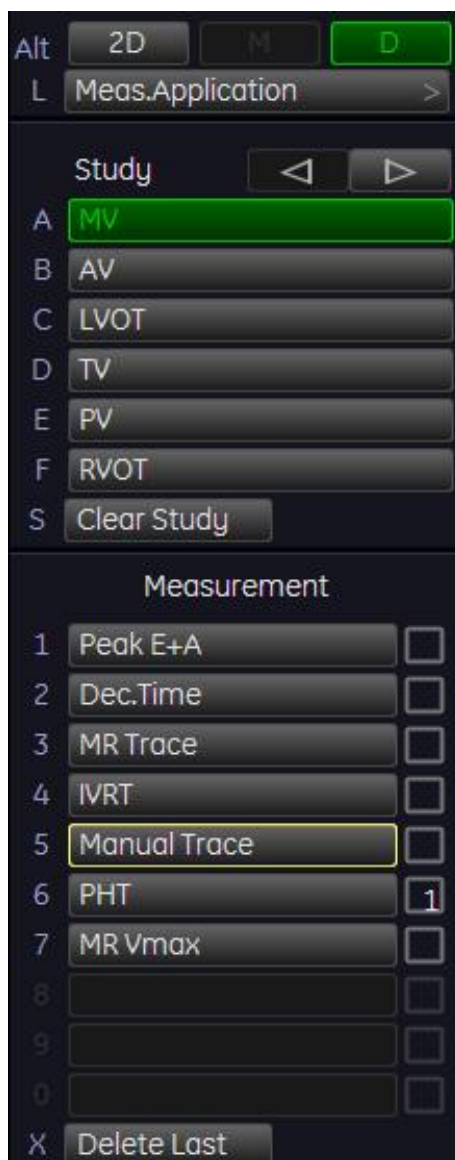 Alt 2D M D
L Meas.Application >
Study
A MV
B AV
C LVOT
D TV
E PV
F RVOT
S Clear Study
Measurement
1 Peak E+A
2 Dec.Time
3 MR Trace
4 IVRT
5 Manual Trace
6 PHT 1
7 MR Vmax
8
9
0
X Delete Last